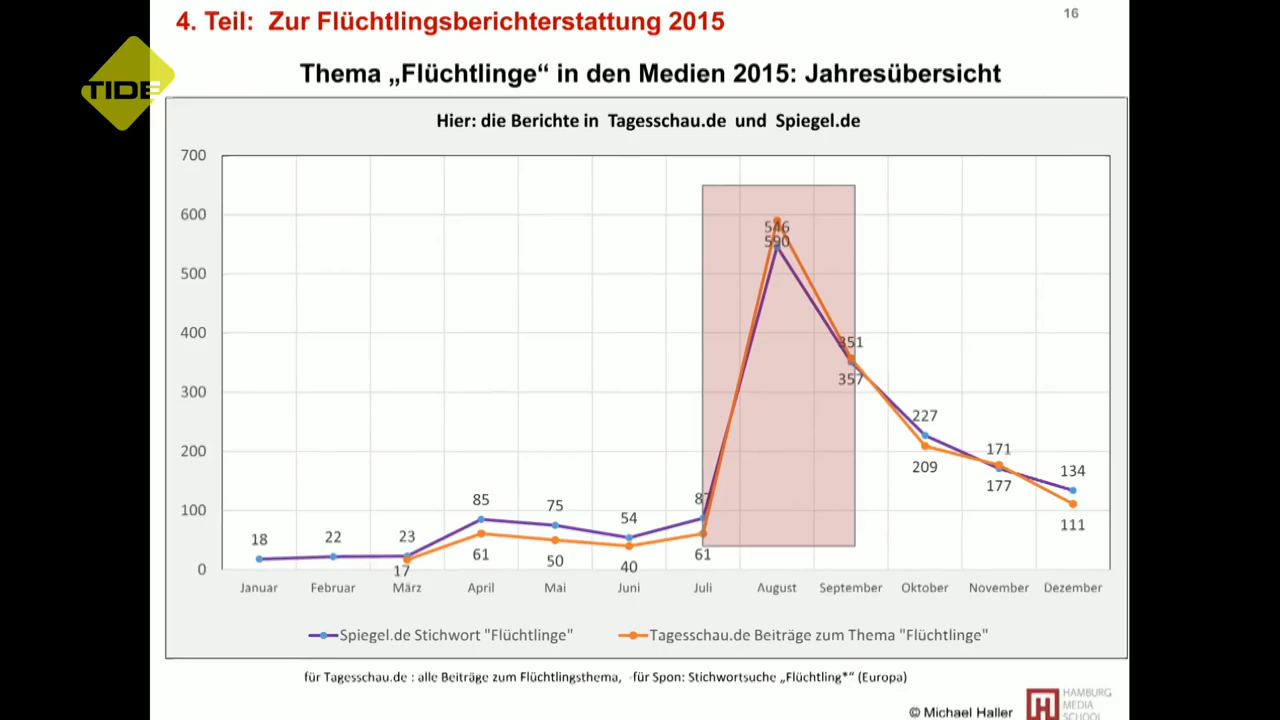 4. Teil: Zur Flüchtlingsberichterstattung 2015
16
TIDE
Thema „Flüchtlinge“ in den Medien 2015: Jahresübersicht
Hier: die Berichte in Tagesschau.de und Spiegel.de
700
600
500
400
300
200
100
0
18
22
23
85
75
54
87
546
351
227
171
134
17
61
50
40
61
590
357
209
177
111
Januar Februar März April Mai Juni Juli August September Oktober November Dezember
Spiegel.de Stichwort "Flüchtlinge" Tagesschau.de Beiträge zum Thema "Flüchtlinge"
für Tagesschau.de : alle Beiträge zum Flüchtlingsthema, -für Spon: Stichwortsuche „Flüchtling*“ (Europa)
© Michael Haller
H
HAMBURG
MEDIA
SCHOOL